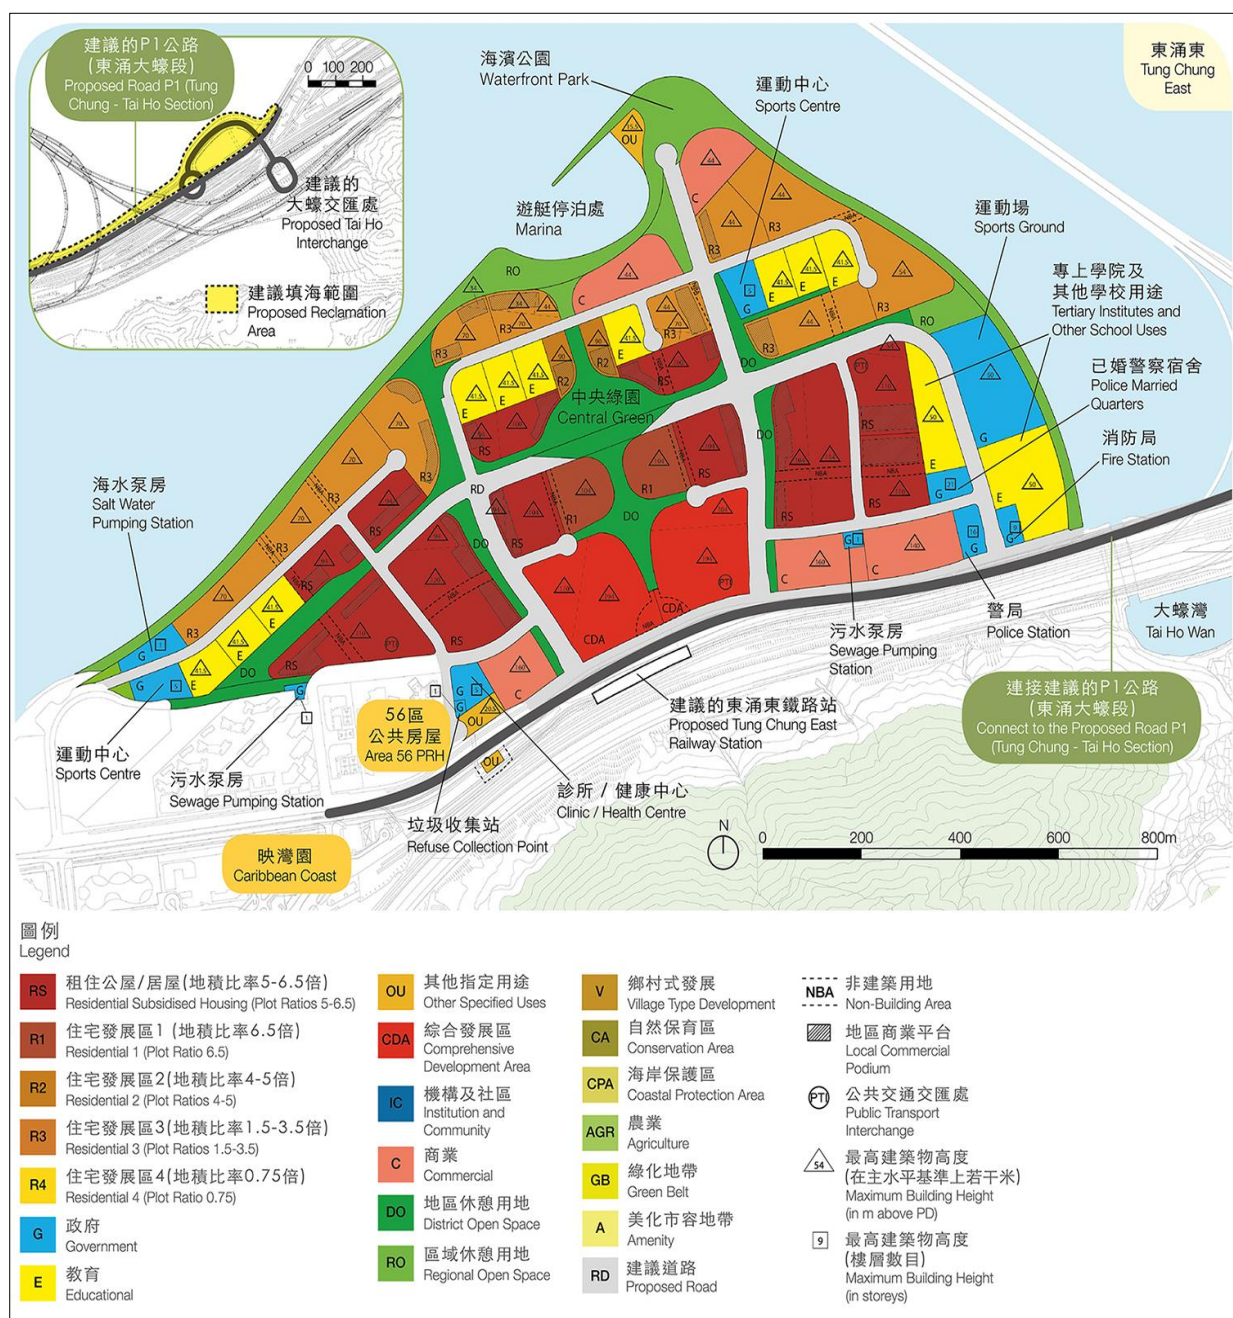 建議的P1公路
(東涌大蠔段)
Proposed Road P1 (Tung
Chung - Tai Ho Section)
0 100 200
建議的
大蠔交匯處
Proposed Tai Ho
Interchange
建議填海範圍
Proposed Reclamation
Area
東涌東
Tung Chung
East
海濱公園
Waterfront Park
運動中心
Sports Centre
遊艇停泊處
Marina
運動場
Sports Ground
專上學院及
其他學校用途
Tertiary Institutes and
Other School Uses
已婚警察宿舍
Police Married
Quarters
消防局
Fire Station
中央綠園
Central Green
海水泵房
Salt Water
Pumping Station
運動中心
Sports Centre
污水泵房
Sewage Pumping Station
56區
公共房屋
Area 56 PRH
映灣園
Caribbean Coast
垃圾收集站
Refuse Collection Point
診所 / 健康中心
Clinic / Health Centre
建議的東涌東鐵路站
Proposed Tung Chung East
Railway Station
污水泵房
Sewage Pumping
Station
警局
Police Station
大蠔灣
Tai Ho Wan
連接建議的P1公路
(東涌大蠔段)
Connect to the Proposed Road P1
(Tung Chung - Tai Ho Section)
N
0 200 400 600 800m
圖例
Legend
RS 租住公屋/居屋(地積比率5-6.5倍)
Residential Subsidised Housing (Plot Ratios 5-6.5)
R1 住宅發展區1 (地積比率6.5倍)
Residential 1 (Plot Ratio 6.5)
R2 住宅發展區2(地積比率4-5倍)
Residential 2 (Plot Ratios 4-5)
R3 住宅發展區3(地積比率1.5-3.5倍)
Residential 3 (Plot Ratios 1.5-3.5)
R4 住宅發展區4(地積比率0.75倍)
Residential 4 (Plot Ratio 0.75)
G 政府
Government
E 教育
Educational
OU 其他指定用途
Other Specified Uses
CDA 綜合發展區
Comprehensive
Development Area
IC 機構及社區
Institution and
Community
C 商業
Commercial
DO 地區休憩用地
District Open Space
RO 區域休憩用地
Regional Open Space
V 鄉村式發展
Village Type Development
CA 自然保育區
Conservation Area
CPA 海岸保護區
Coastal Protection Area
AGR 農業
Agriculture
GB 綠化地帶
Green Belt
A 美化市容地帶
Amenity
RD 建議道路
Proposed Road
NBA 非建築用地
Non-Building Area
地區商業平台
Local Commercial
Podium
PTI 公共交通交匯處
Public Transport
Interchange
54 最高建築物高度
(在主水平基準上若干米)
Maximum Building Height
(in m above PD)
9 最高建築物高度
(樓層數目)
Maximum Building Height
(in storeys)